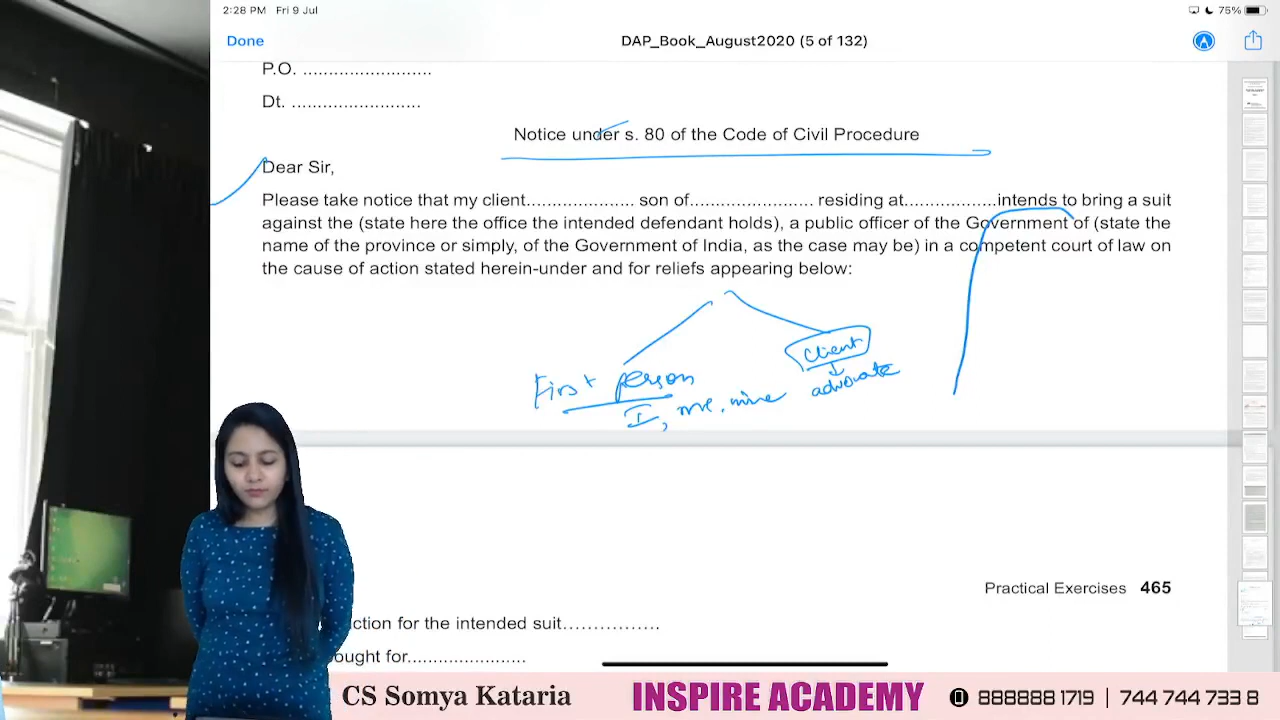 2:28 PM Fri 9 Jul
75%
Done
DAP_Book_August2020 (5 of 132)
P.O. .........................
Dt. .........................
Notice under s. 80 of the Code of Civil Procedure
Dear Sir,
Please take notice that my client..................... son of........................ residing at..................intends to bring a suit
against the (state here the office the intended defendant holds), a public officer of the Government of (state the
name of the province or simply, of the Government of India, as the case may be) in a competent court of law on
the cause of action stated herein-under and for reliefs appearing below:
First person
I, me, mine
Client
advocate
Practical Exercises 465
ction for the intended suit................
ought for.......................
CS Somya Kataria
INSPIRE ACADEMY
888888 1719 | 744 744 733 8